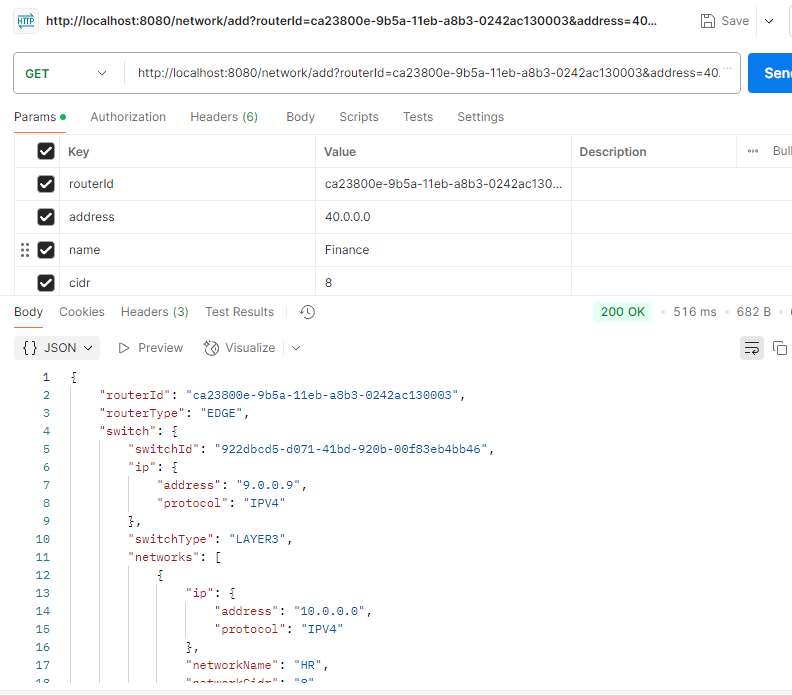 HTTP http://localhost:8080/network/add?routerId=ca23800e-9b5a-11eb-a8b3-0242ac130003&address=40... Save
GET http://localhost:8080/network/add?routerId=ca23800e-9b5a-11eb-a8b3-0242ac130003&address=40. ... Send
Params Authorization Headers (6) Body Scripts Tests Settings
Key Value Description ... Bul
routerId ca23800e-9b5a-11eb-a8b3-0242ac130...
address 40.0.0.0
name Finance
cidr 8
Body Cookies Headers (3) Test Results 200 OK 516 ms 682 B
{} JSON Preview Visualize
1 {
2 "routerId": "ca23800e-9b5a-11eb-a8b3-0242ac130003",
3 "routerType": "EDGE",
4 "switch": {
5 "switchId": "922dbcd5-d071-41bd-920b-00f83eb4bb46",
6 "ip": {
7 "address": "9.0.0.9",
8 "protocol": "IPV4"
9 },
10 "switchType": "LAYER3",
11 "networks": [
12 {
13 "ip": {
14 "address": "10.0.0.0",
15 "protocol": "IPV4"
16 },
17 "networkName": "HR",
18 "networkCidr": "8"